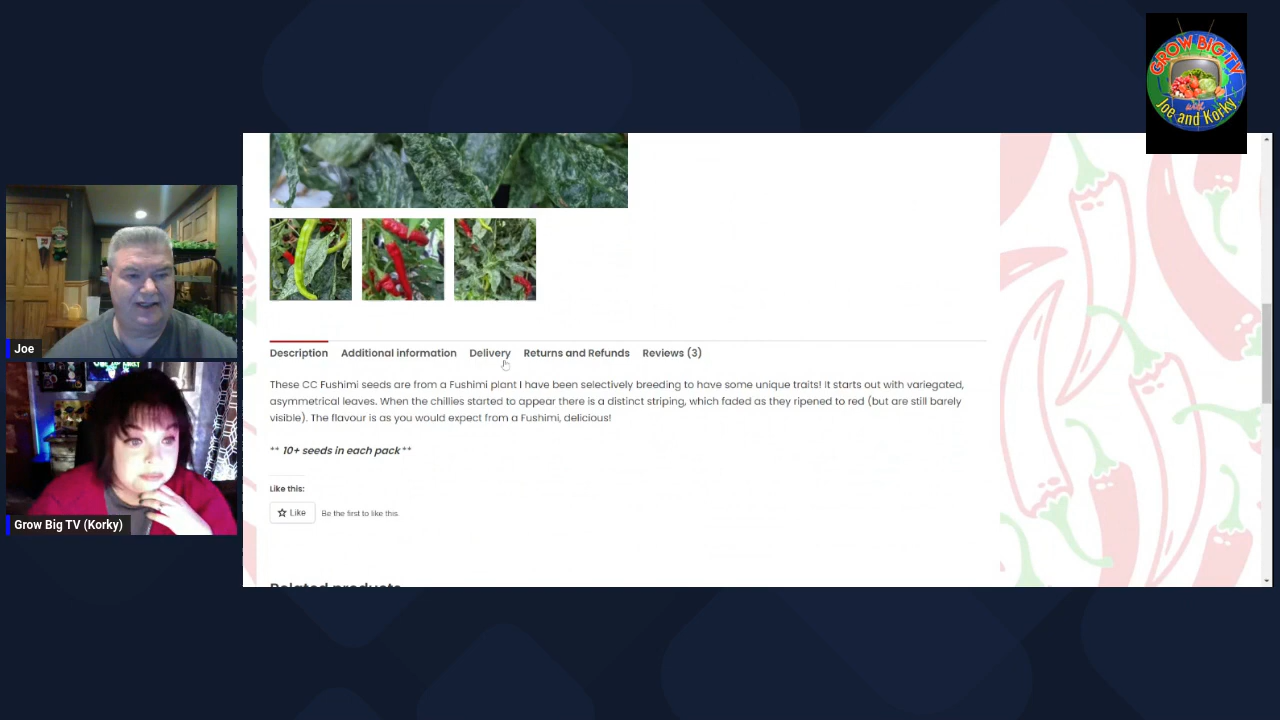 GROW BIG TV
with
Joe and Korky
Description Additional information Delivery Returns and Refunds Reviews (3)
These CC Fushimi seeds are from a Fushimi plant I have been selectively breeding to have some unique traits! It starts out with variegated,
asymmetrical leaves. When the chillies started to appear there is a distinct striping, which faded as they ripened to red (but are still barely
visible). The flavour is as you would expect from a Fushimi, delicious!
** 10+ seeds in each pack **
Like this:
Like Be the first to like this.
Related products
Joe
Grow Big TV (Korky)